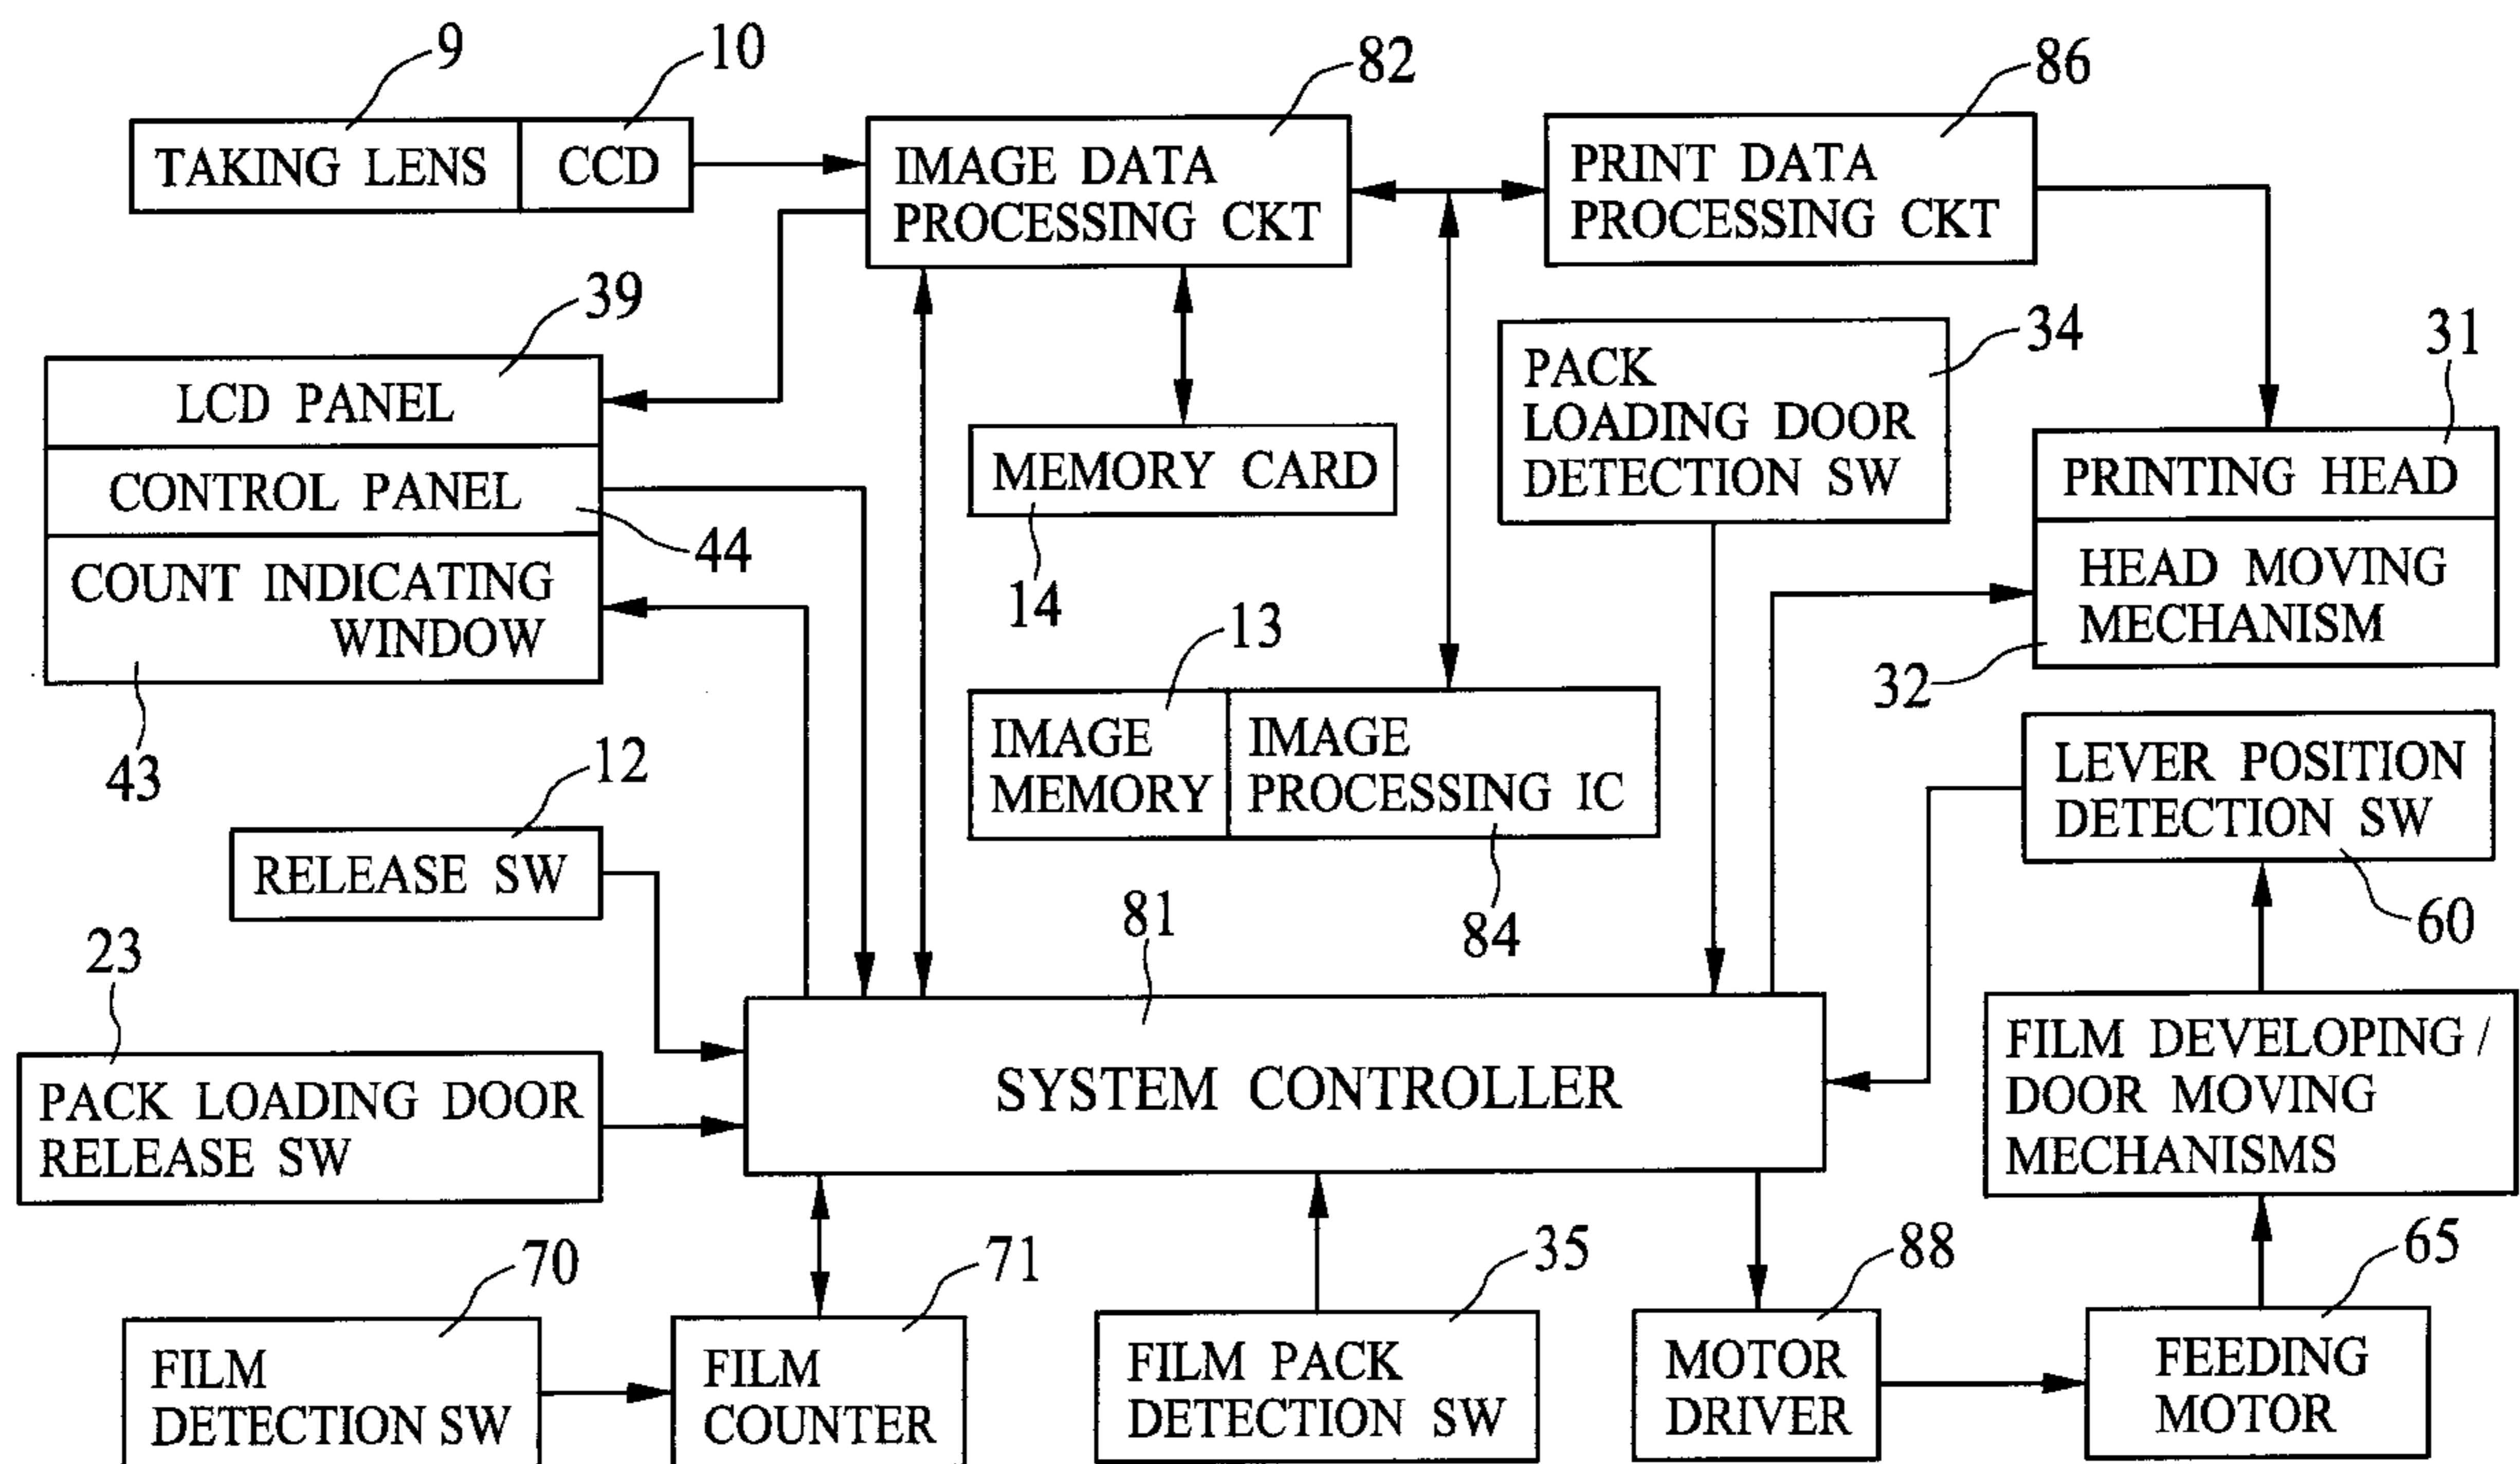 9
10
82
86
TAKING LENS
CCD
IMAGE DATA
PROCESSING CKT
PRINT DATA
PROCESSING CKT
39
34
31
LCD PANEL
CONTROL PANEL
44
COUNT INDICATING
WINDOW
43
MEMORY CARD
14
PACK
LOADING DOOR
DETECTION SW
PRINTING HEAD
HEAD MOVING
MECHANISM
32
13
IMAGE
MEMORY
IMAGE
PROCESSING IC
84
12
RELEASE SW
LEVER POSITION
DETECTION SW
60
23
PACK LOADING DOOR
RELEASE SW
81
SYSTEM CONTROLLER
FILM DEVELOPING /
DOOR MOVING
MECHANISMS
70
71
35
88
65
FILM
DETECTION SW
FILM
COUNTER
FILM PACK
DETECTION SW
MOTOR
DRIVER
FEEDING
MOTOR